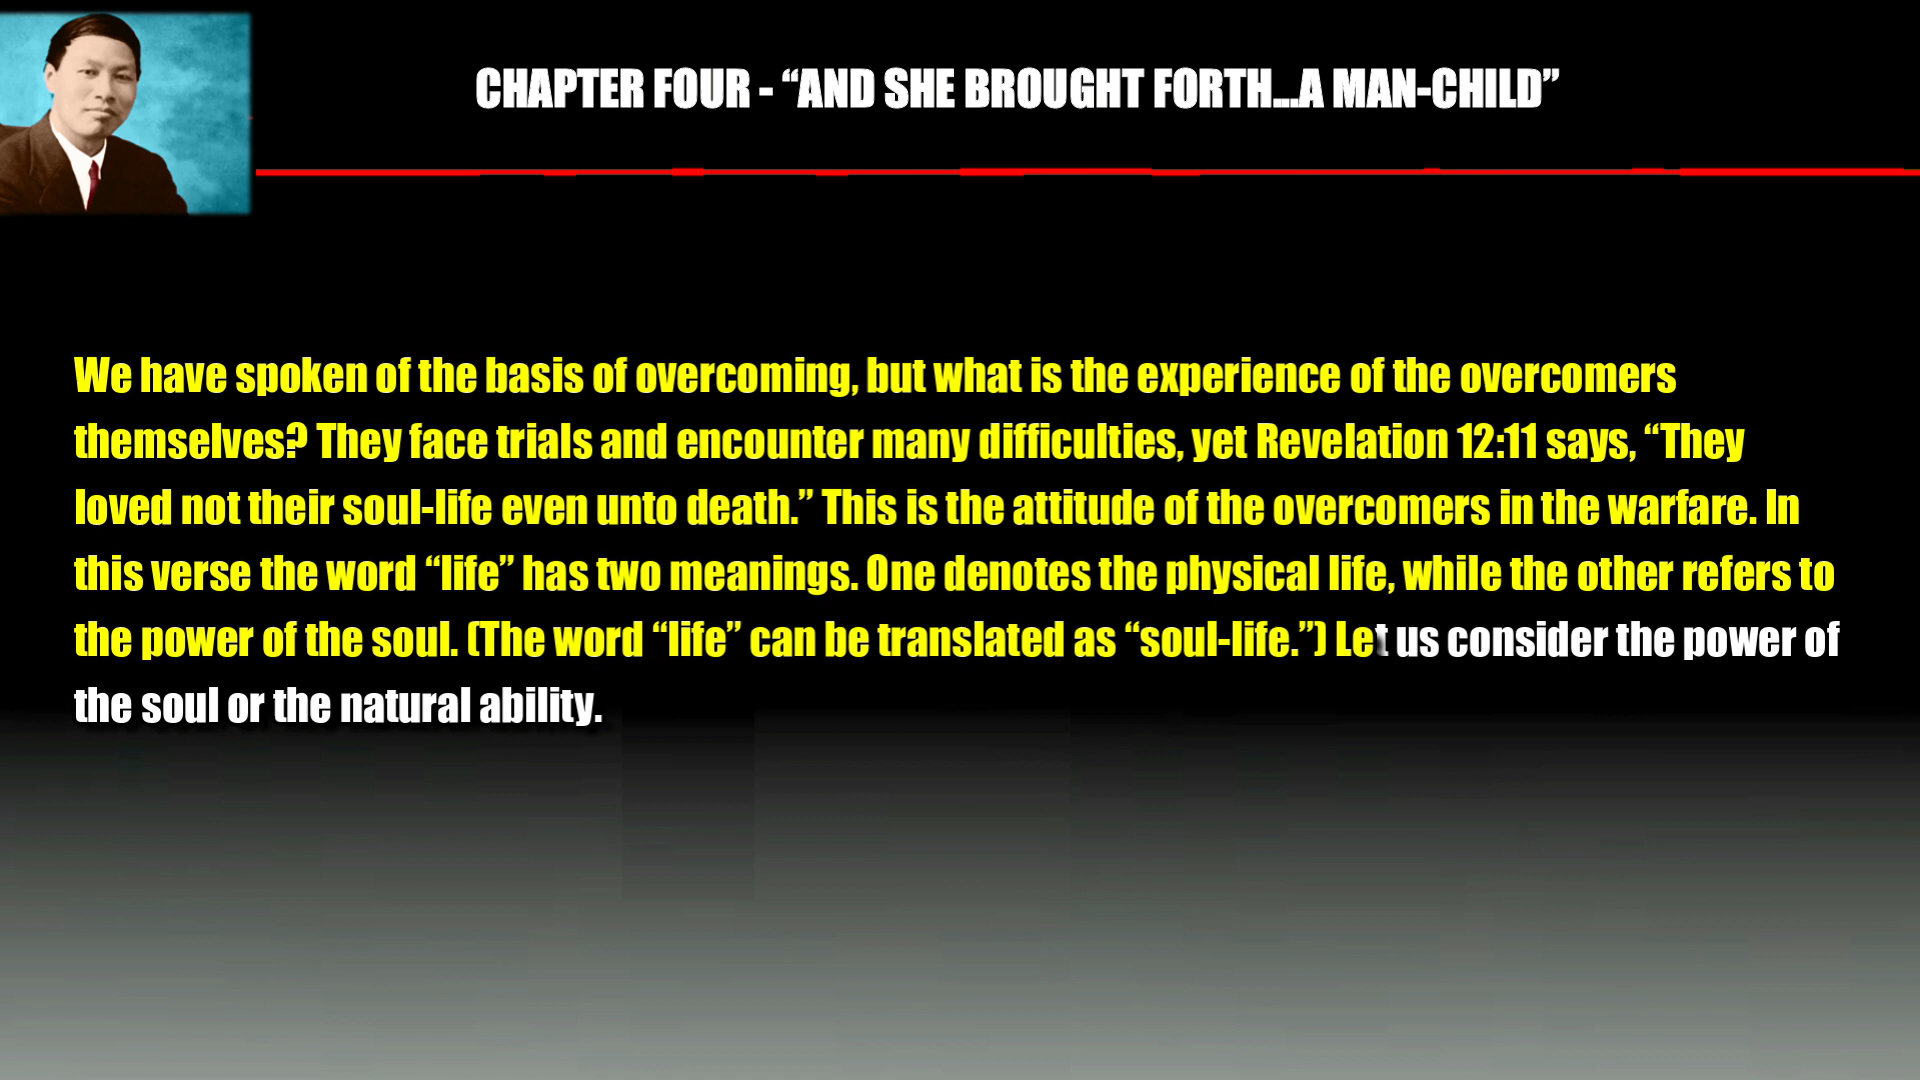 CHAPTER FOUR - “AND SHE BROUGHT FORTH...A MAN-CHILD”
We have spoken of the basis of overcoming, but what is the experience of the overcomers
themselves? They face trials and encounter many difficulties, yet Revelation 12:11 says, “They
loved not their soul-life even unto death.” This is the attitude of the overcomers in the warfare. In
this verse the word “life” has two meanings. One denotes the physical life, while the other refers to
the power of the soul. (The word “life” can be translated as “soul-life.”) Let us consider the power of
the soul or the natural ability.